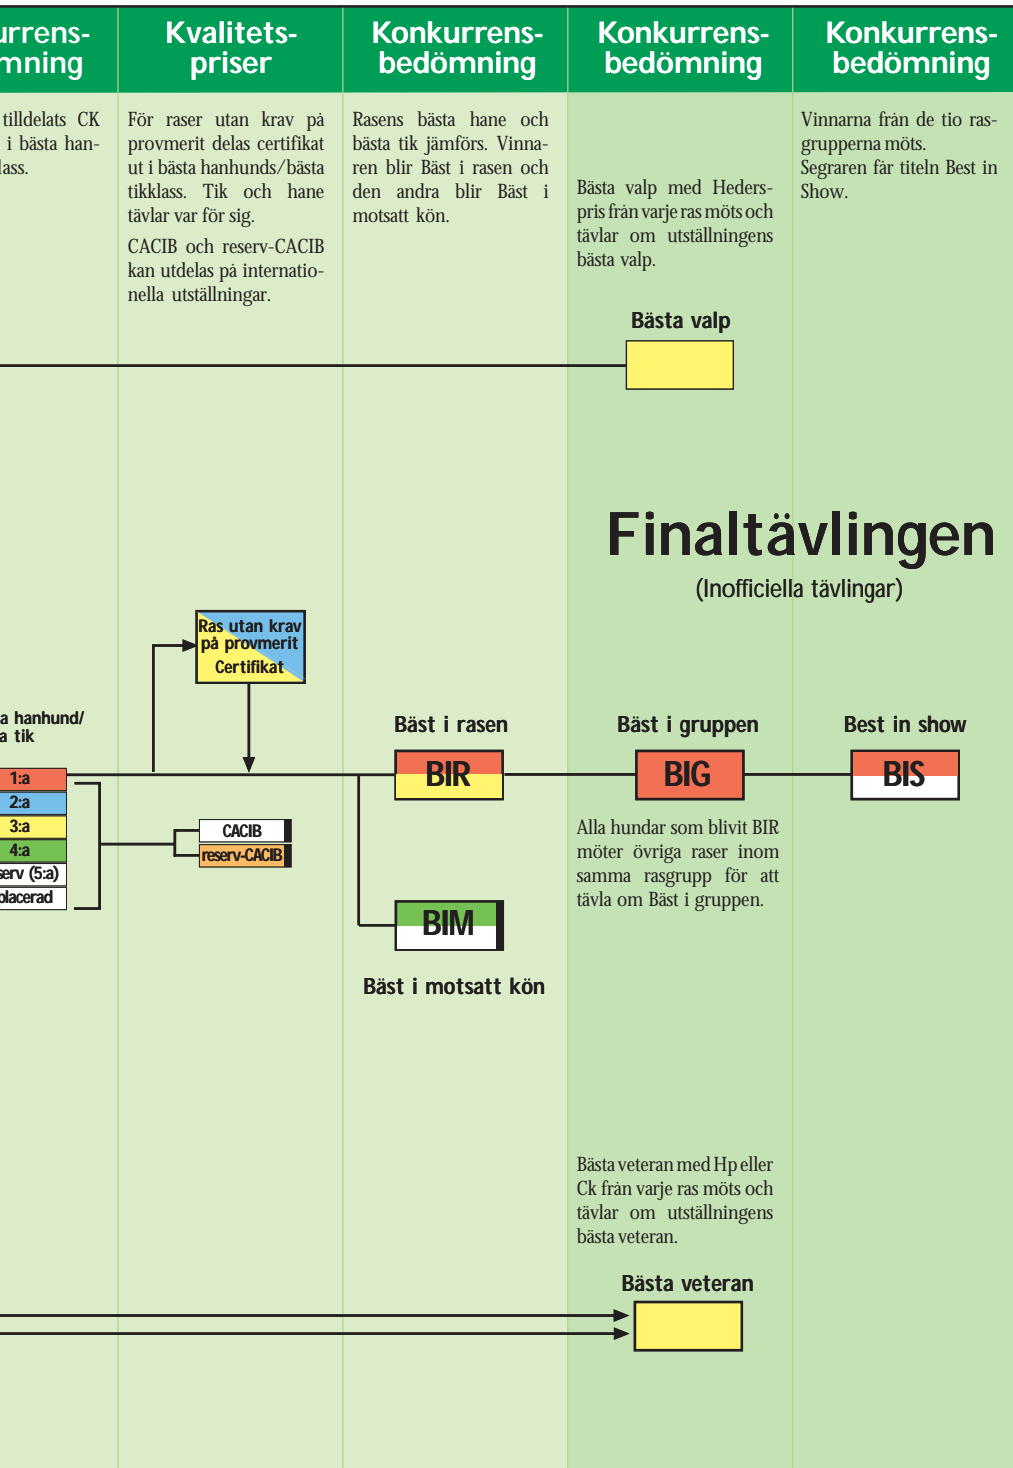 Kvalitets-
priser
Konkurrens-
bedömning
Konkurrens-
bedömning
Konkurrens-
bedömning
tilldelats CK
i bästa han-
För raser utan krav på
provmerit delas certifikat
ut i bästa hanhunds/bästa
tikklass. Tik och hane
tävlar var för sig.
CACIB och reserv-CACIB
kan utdelas på internatio-
nella utställningar.
Rasens bästa hane och
bästa tik jämförs. Vinna-
ren blir Bäst i rasen och
den andra blir Bäst i
motsatt kön.
Bästa valp med Heders-
pris från varje ras möts och
tävlar om utställningens
bästa valp.
Vinnarna från de tio ras-
grupperna möts.
Segraren får titeln Best in
Show.
Bästa valp
Finaltävlingen
(Inofficiella tävlingar)
Ras utan krav
på provmerit
Certifikat
a hanhund/
a tik
1:a
2:a
3:a
4:a
serv (5:a)
placerad
CACIB
reserv-CACIB
Bäst i rasen
BIR
BIM
Bäst i motsatt kön
Bäst i gruppen
BIG
Alla hundar som blivit BIR
möter övriga raser inom
samma rasgrupp för att
tävla om Bäst i gruppen.
Best in show
BIS
Bästa veteran med Hp eller
Ck från varje ras möts och
tävlar om utställningens
bästa veteran.
Bästa veteran